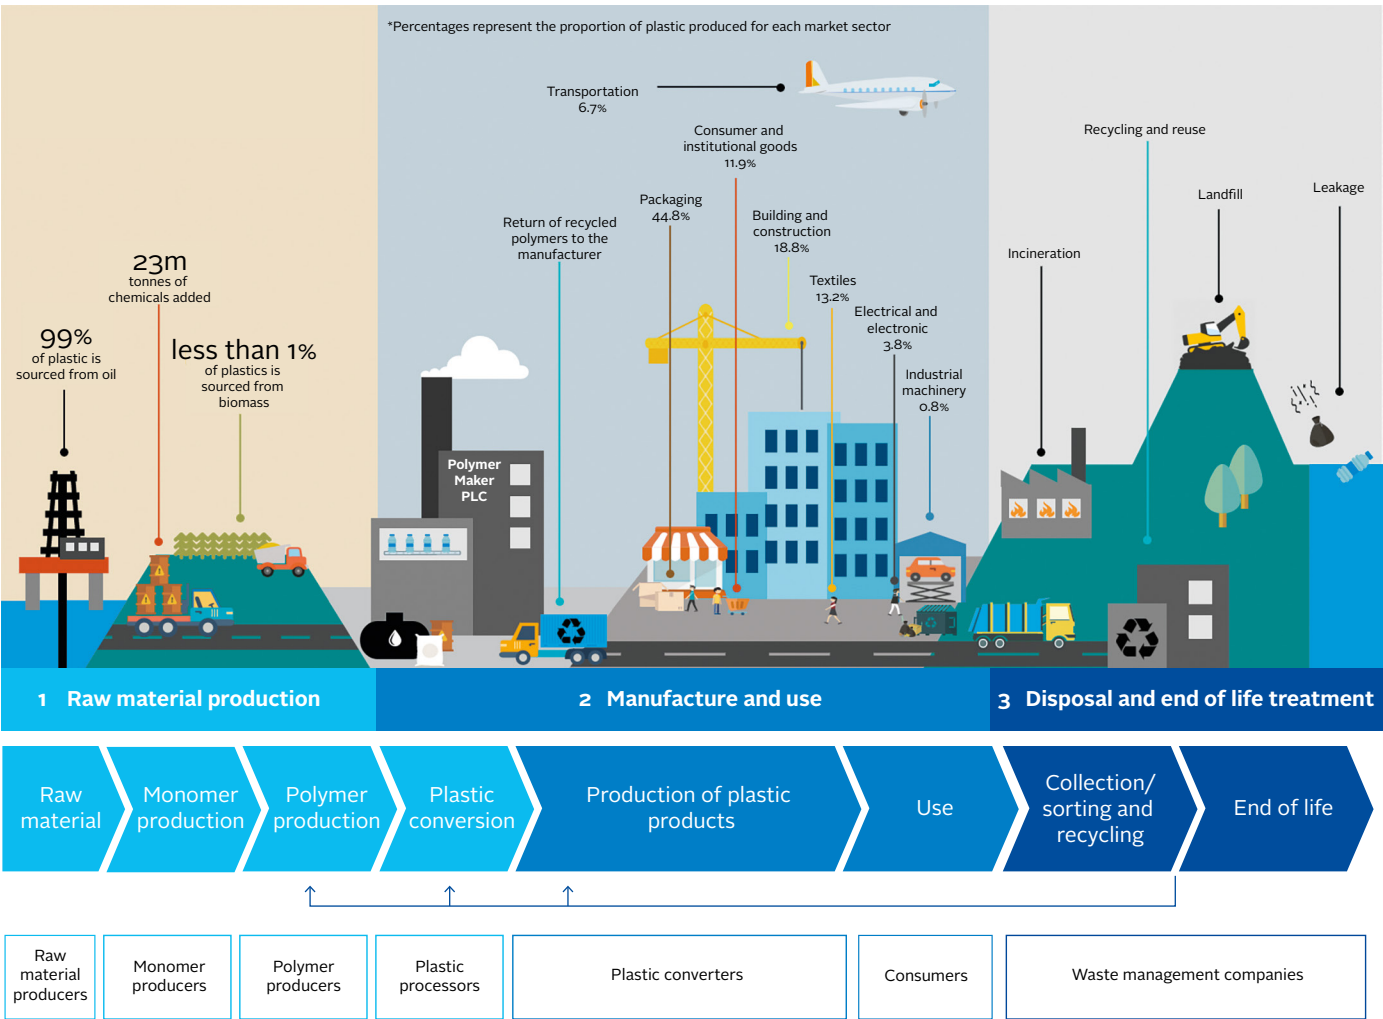 *Percentages represent the proportion of plastic produced for each market sector
Transportation
6.7%
Consumer and
institutional goods
11.9%
Recycling and reuse
Packaging
44.8%
Building and
construction
18.8%
Return of recycled
polymers to the
manufacturer
Landfill
Leakage
Incineration
23m
tonnes of
chemicals added
Textiles
13.2%
Electrical and
electronic
3.8%
99%
of plastic is
sourced from oil
less than 1%
of plastics is
sourced from
biomass
Industrial
machinery
0.8%
Polymer
Maker
PLC
1 Raw material production
2 Manufacture and use
3 Disposal and end of life treatment
Raw
material
Monomer
production
Polymer
production
Plastic
conversion
Production of plastic
products
Use
Collection/
sorting and
recycling
End of life
Raw
material
producers
Monomer
producers
Polymer
producers
Plastic
processors
Plastic converters
Consumers
Waste management companies